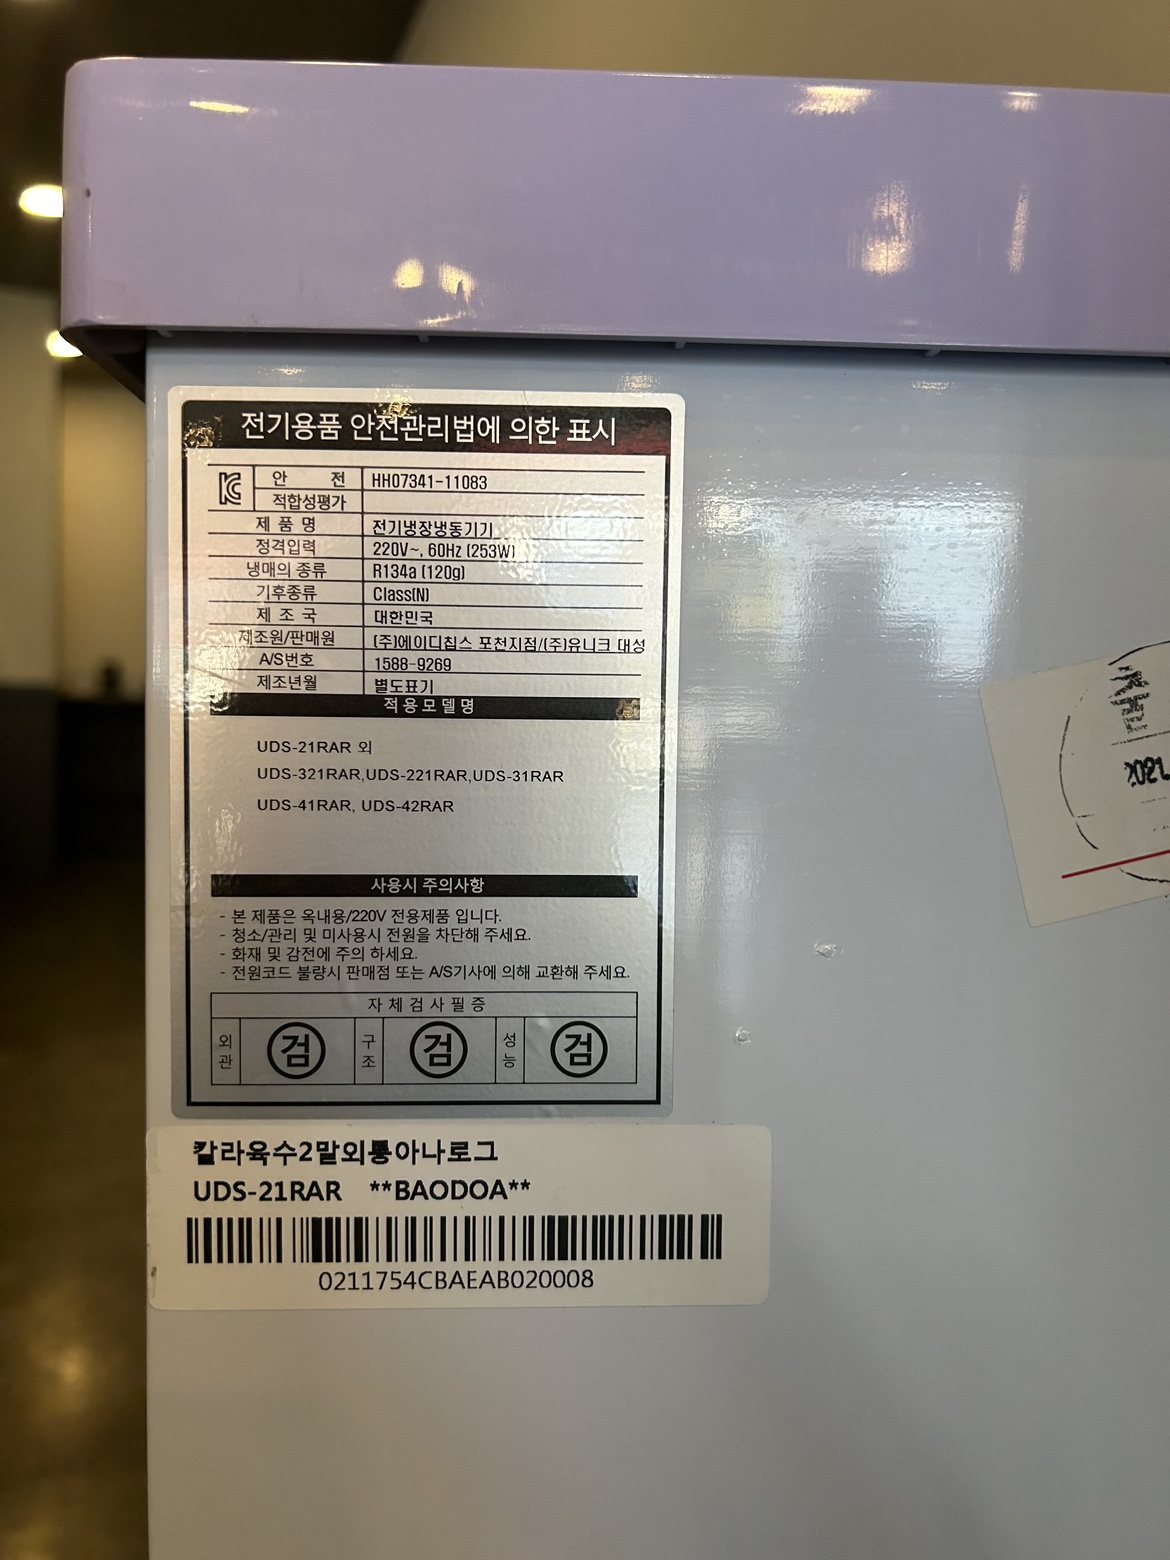 전기용품 안전관리법에 의한 표시
안 전 HH07341-11083
적합성평가
제 품 명 전기냉장냉동기기
정격입력 220V~, 60Hz (253W)
냉매의 종류 R134a (120g)
기후종류 Class(N)
제 조 국 대한민국
제조원/판매원 (주)에이디칩스 포천지점/(주)유니크 대성
A/S번호 1588-9269
제조년월 별도표기
적용모델명
UDS-21RAR 외
UDS-321RAR,UDS-221RAR,UDS-31RAR
UDS-41RAR, UDS-42RAR
사용시 주의사항
- 본 제품은 옥내용/220V 전용제품 입니다.
- 청소/관리 및 미사용시 전원을 차단해 주세요.
- 화재 및 감전에 주의 하세요.
- 전원코드 불량시 판매점 또는 A/S기사에 의해 교환해 주세요.
자체검사필증
외관 검 구조 검 성능 검
칼라육수2말외통아나로그
UDS-21RAR **BAODOA**
0211754CBAEAB020008